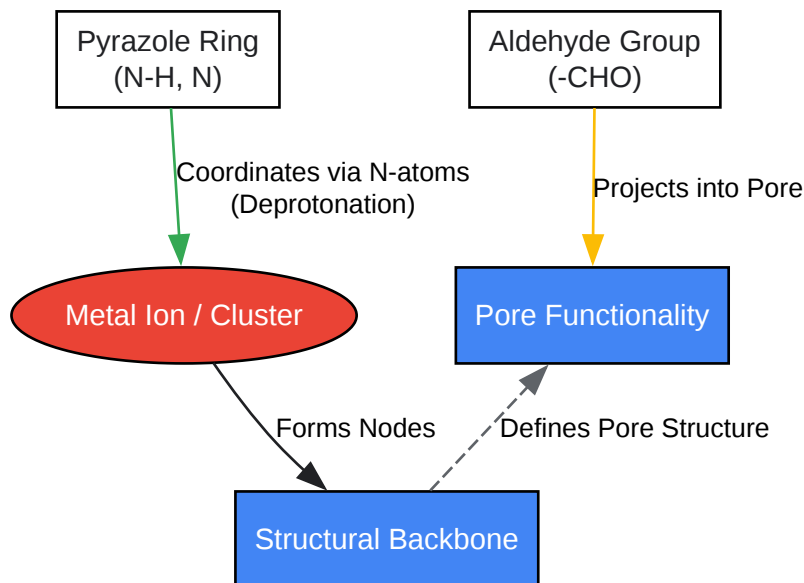 Pyrazole Ring
(N-H, N)
Aldehyde Group
(-CHO)
Coordinates via N-atoms
(Deprotonation)
Projects into Pore
Metal Ion / Cluster
Pore Functionality
Forms Nodes
Defines Pore Structure
Structural Backbone